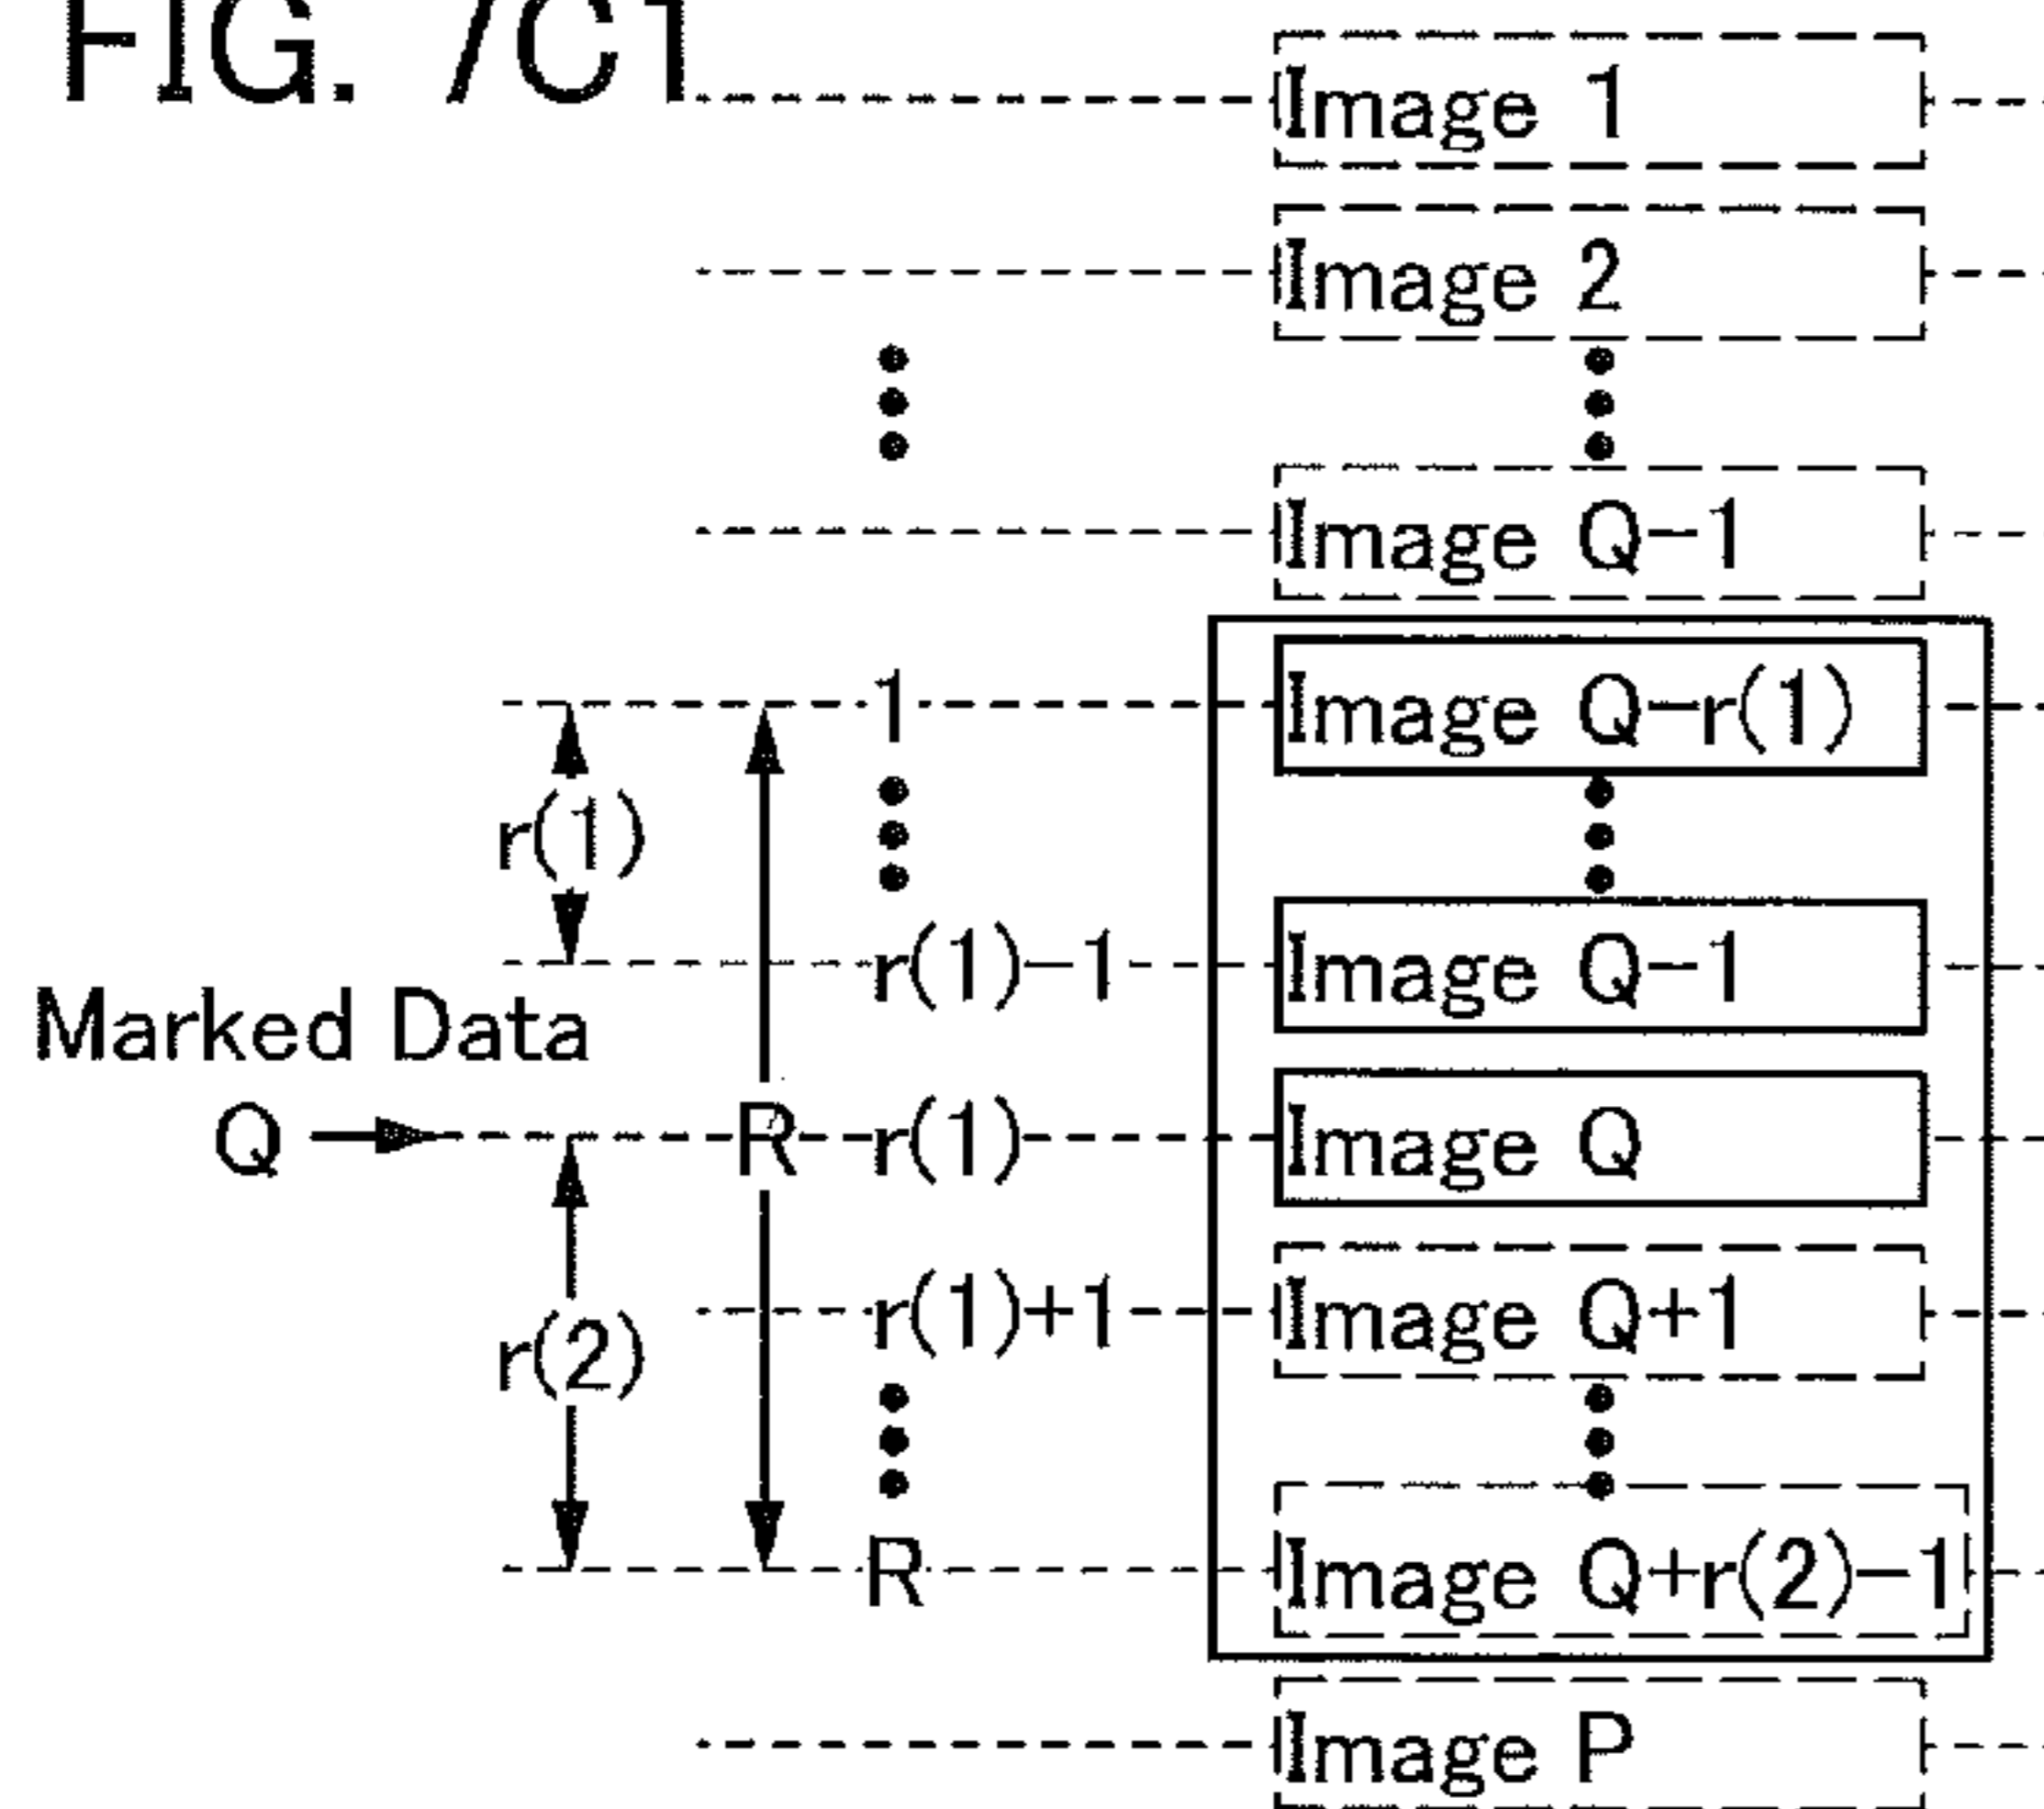 FIG. 7C1
Image 1
Image 2
Image Q-1
1
Image Q-r(1)
r(1)
r(1)-1
Image Q-1
Marked Data
Q
R
r(1)
Image Q
r(1)+1
Image Q+1
r(2)
R
Image Q+r(2)-1
Image P